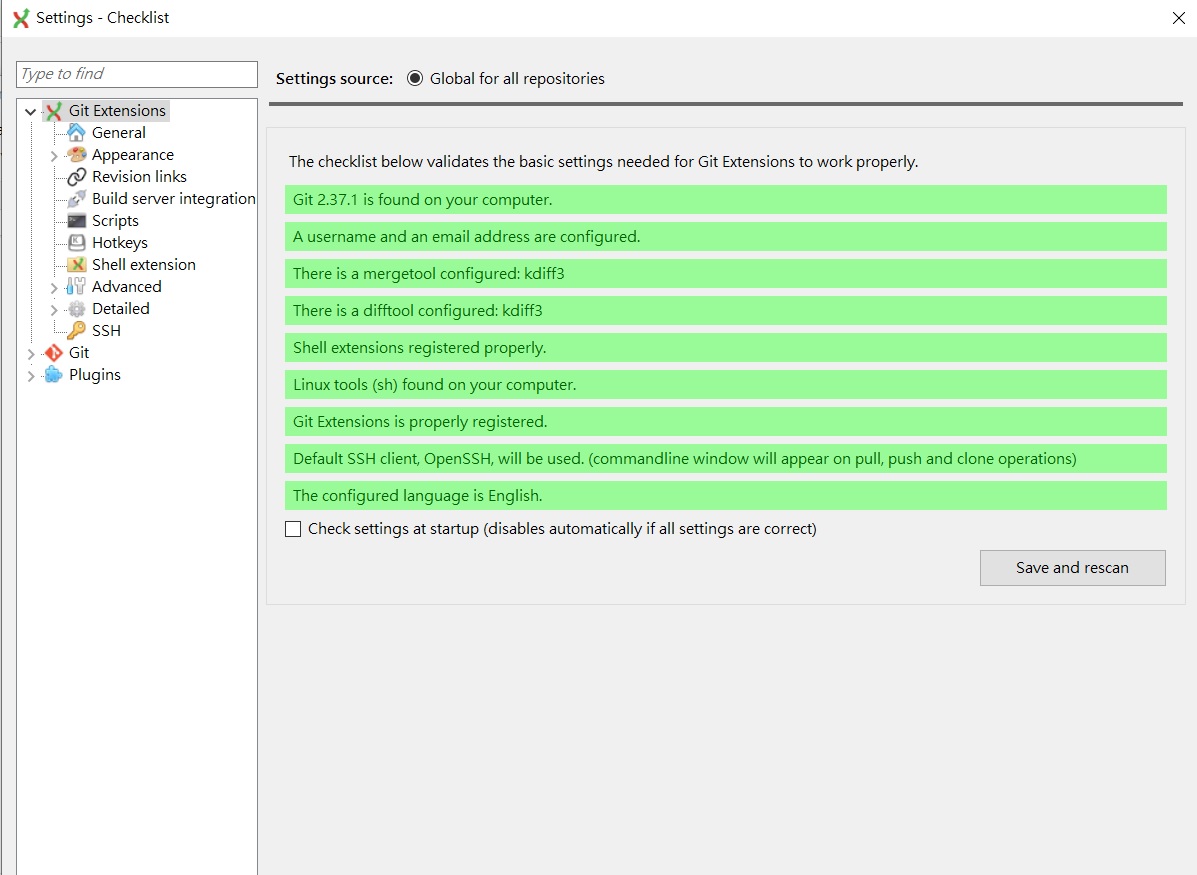 Settings - Checklist
Type to find
Settings source: Global for all repositories
Git Extensions
General
Appearance
Revision links
Build server integration
Scripts
Hotkeys
Shell extension
Advanced
Detailed
SSH
Git
Plugins
The checklist below validates the basic settings needed for Git Extensions to work properly.
Git 2.37.1 is found on your computer.
A username and an email address are configured.
There is a mergetool configured: kdiff3
There is a difftool configured: kdiff3
Shell extensions registered properly.
Linux tools (sh) found on your computer.
Git Extensions is properly registered.
Default SSH client, OpenSSH, will be used. (commandline window will appear on pull, push and clone operations)
The configured language is English.
Check settings at startup (disables automatically if all settings are correct)
Save and rescan